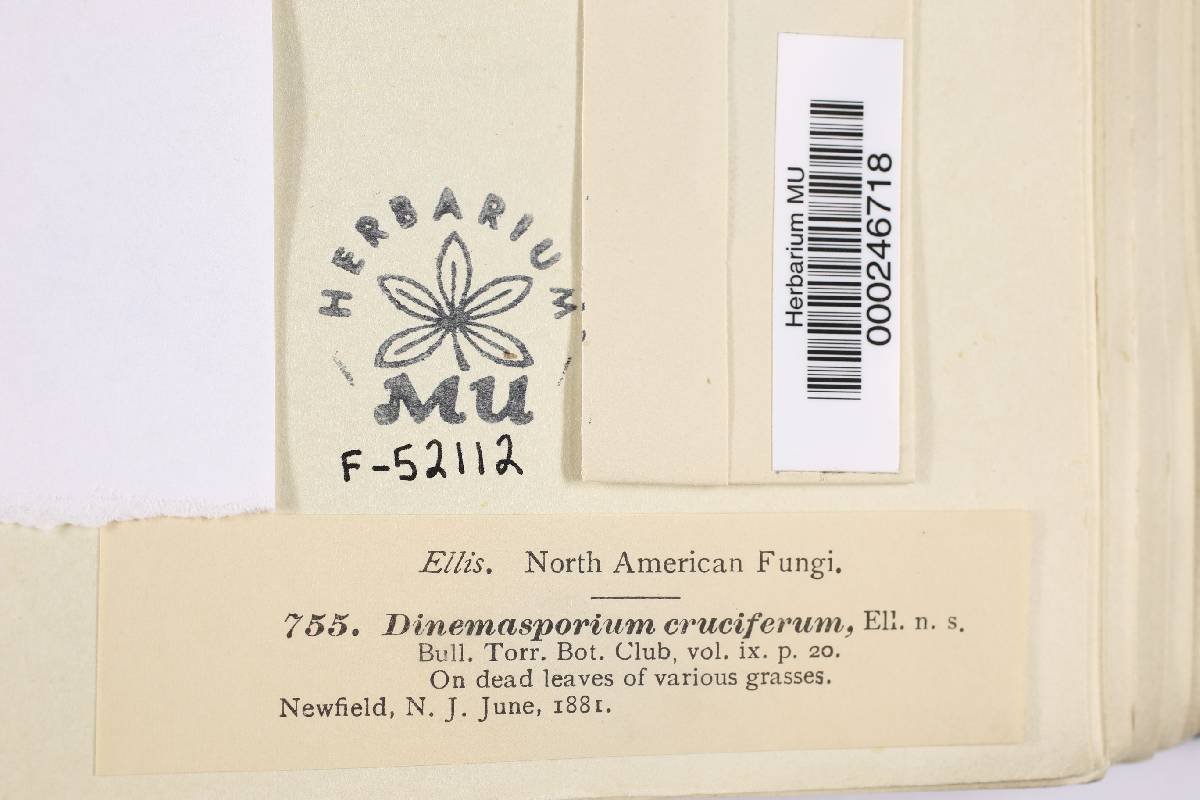 HERBARIUM
MU
F-52112
Herbarium MU
000246718
Ellis. North American Fungi.
755. Dinemasporium cruciferum, Ell. n. s.
Bull. Torr. Bot. Club, vol. ix. p. 20.
On dead leaves of various grasses.
Newfield, N. J. June, 1881.